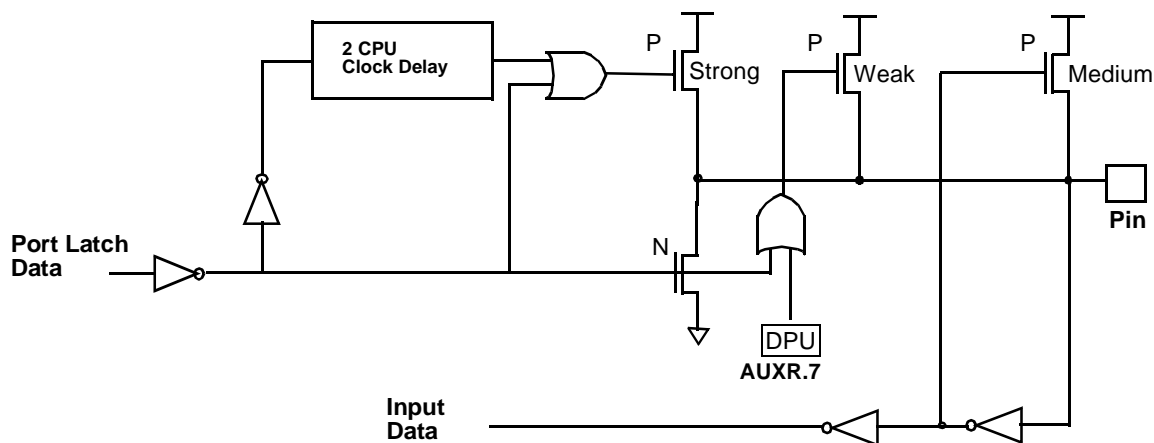 2 CPU
Clock Delay
P
Strong
P
Weak
P
Medium
Pin
Port Latch
Data
N
DPU
AUXR.7
Input
Data